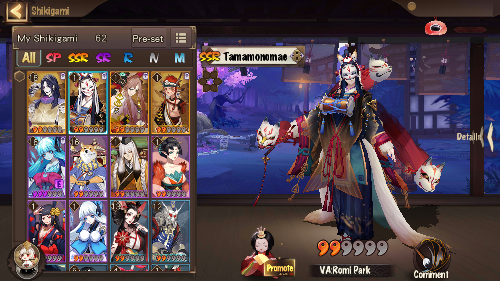 Shikigami
My Shikigami 62 Pre-set
All SP SSR SR R N M
SSR Tamamonomae
Details
Promote
VA:Romi Park
Comment